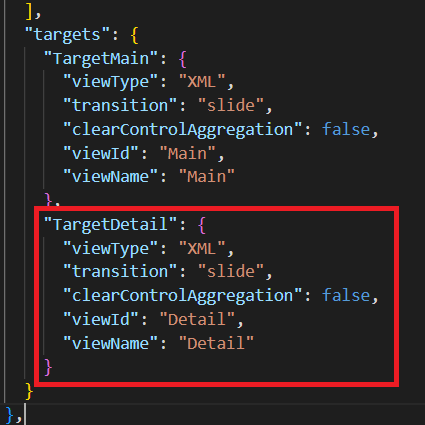 ],
"targets": {
"TargetMain": {
"viewType": "XML",
"transition": "slide",
"clearControlAggregation": false,
"viewId": "Main",
"viewName": "Main"
},
"TargetDetail": {
"viewType": "XML",
"transition": "slide",
"clearControlAggregation": false,
"viewId": "Detail",
"viewName": "Detail"
}
}
},